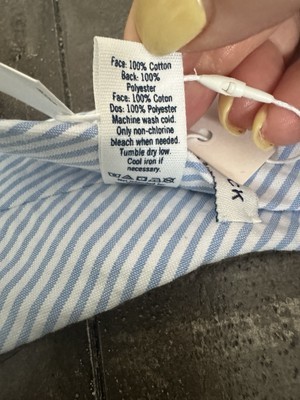 Face: 100% Cotton
Back: 100%
Polyester
Face: 100% Coton
Dos: 100% Polyester
Machine wash cold.
Only non-chlorine
bleach when needed.
Tumble dry low.
Cool iron if
necessary.
CK